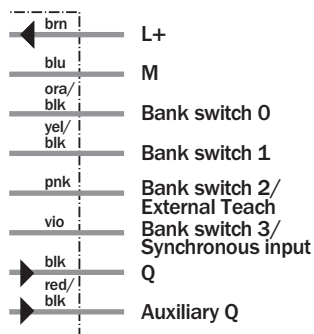 brn
L+
blu
M
ora/
blk
Bank switch 0
yel/
blk
Bank switch 1
pnk
Bank switch 2/
External Teach
vio
Bank switch 3/
Synchronous input
blk
Q
red/
blk
Auxiliary Q